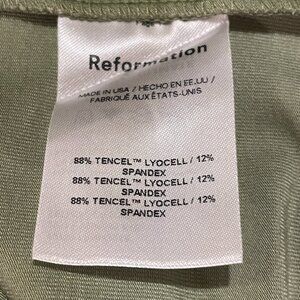 Reformation
MADE IN USA / HECHO EN EE.UU /
FABRIQUÉ AUX ÉTATS-UNIS
88% TENCEL™ LYOCELL / 12%
SPANDEX
88% TENCEL™ LYOCELL / 12%
SPANDEX
88% TENCEL™ LYOCELL / 12%
SPANDEX